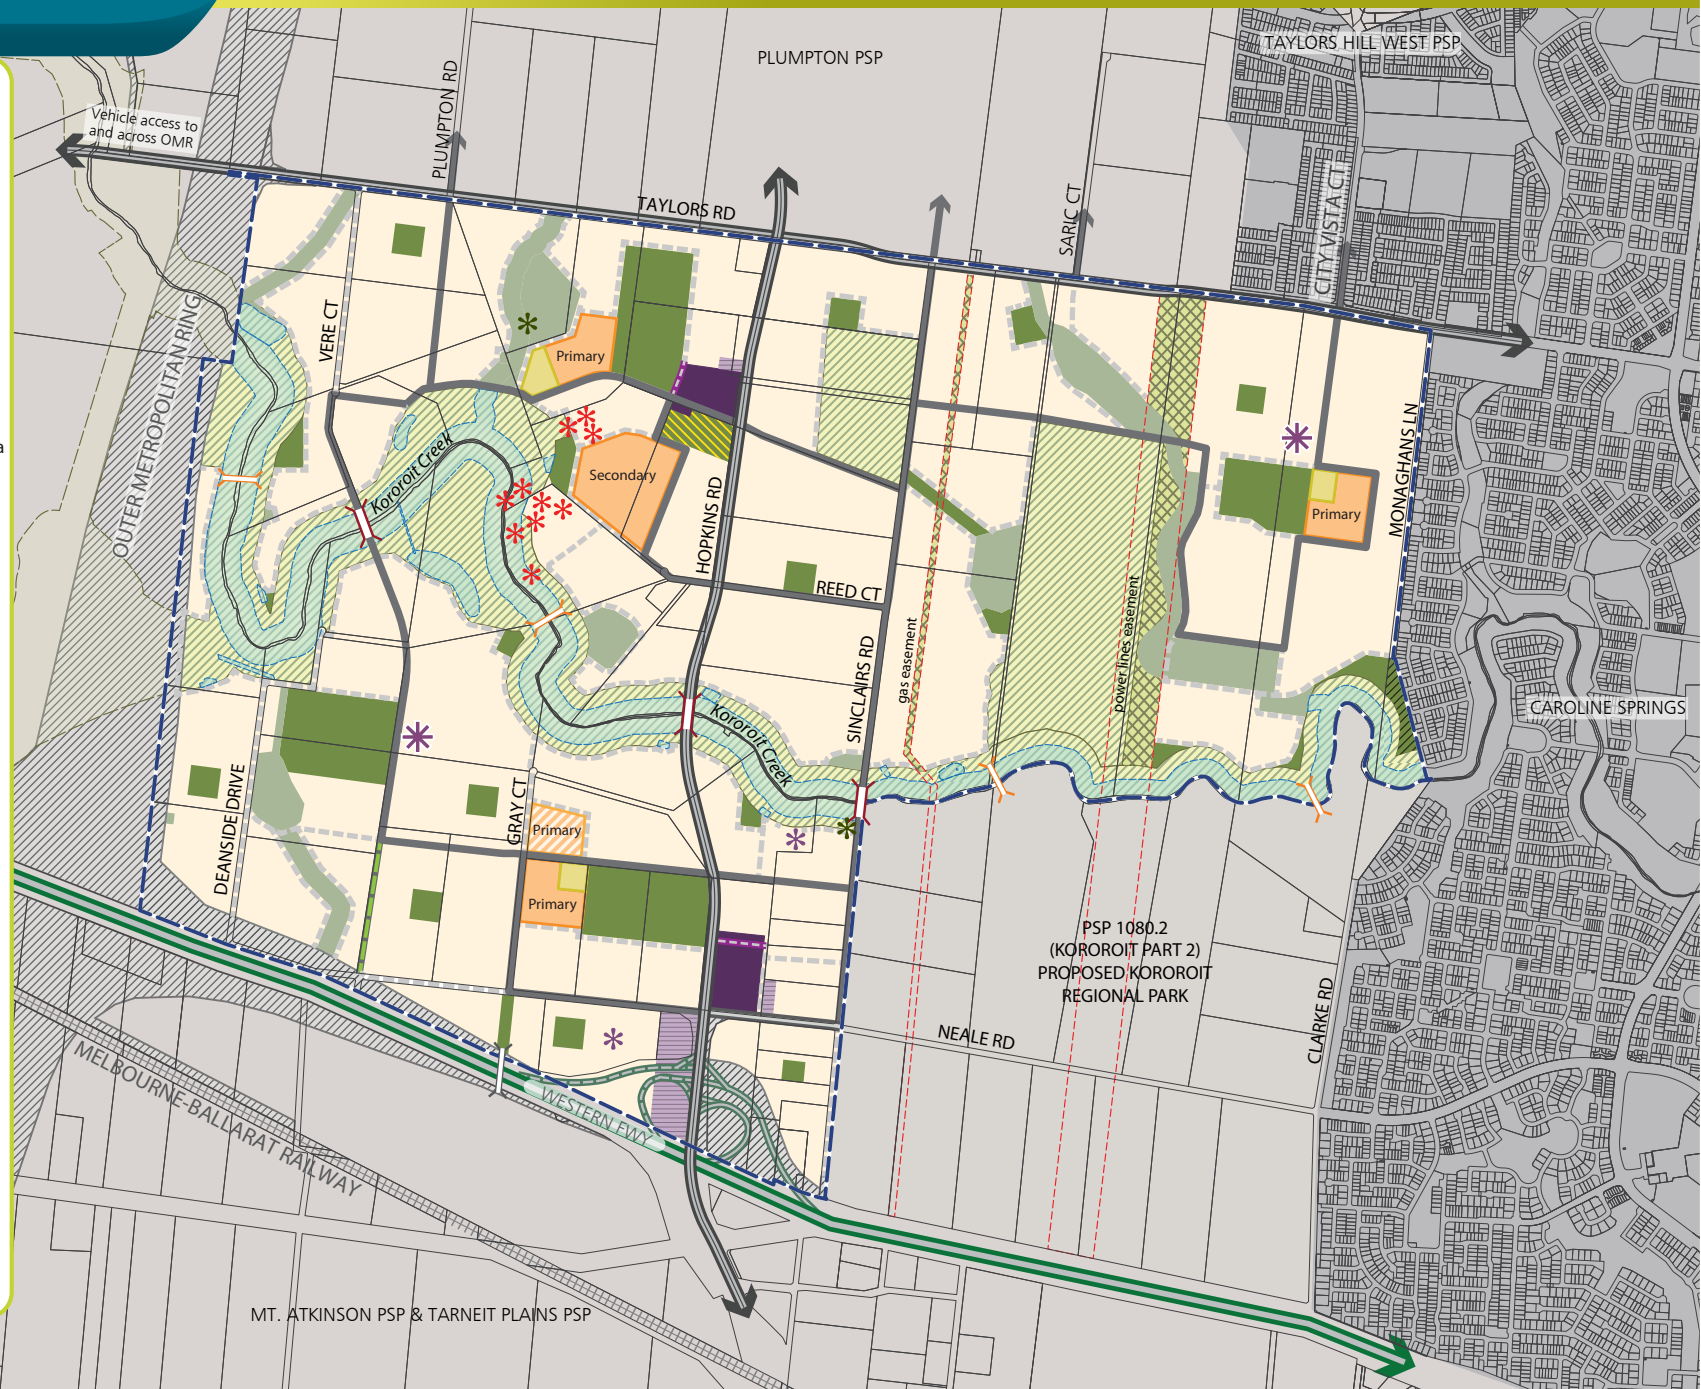 TAYLORS HILL WEST PSP
PLUMPTON PSP
PLUMPTON RD
Vehicle access to
and across OMR
TAYLORS RD
SARIC CT
CITY VISTA CT
VERE CT
OUTER METROPOLITAN RING
Primary
Secondary
Kororoit Creek
HOPKINS RD
MONAGHANS LN
Primary
REED CT
power lines easement
gas easement
SINCLAIRS RD
CAROLINE SPRINGS
Kororoit Creek
DEANSIDE DRIVE
GRAY CT
Primary
Primary
PSP 1080.2
(KOROROIT PART 2)
PROPOSED KOROROIT
REGIONAL PARK
CLARKE RD
NEALE RD
WESTERN FWY
MELBOURNE-BALLARAT RAILWAY
MT. ATKINSON PSP & TARNEIT PLAINS PSP